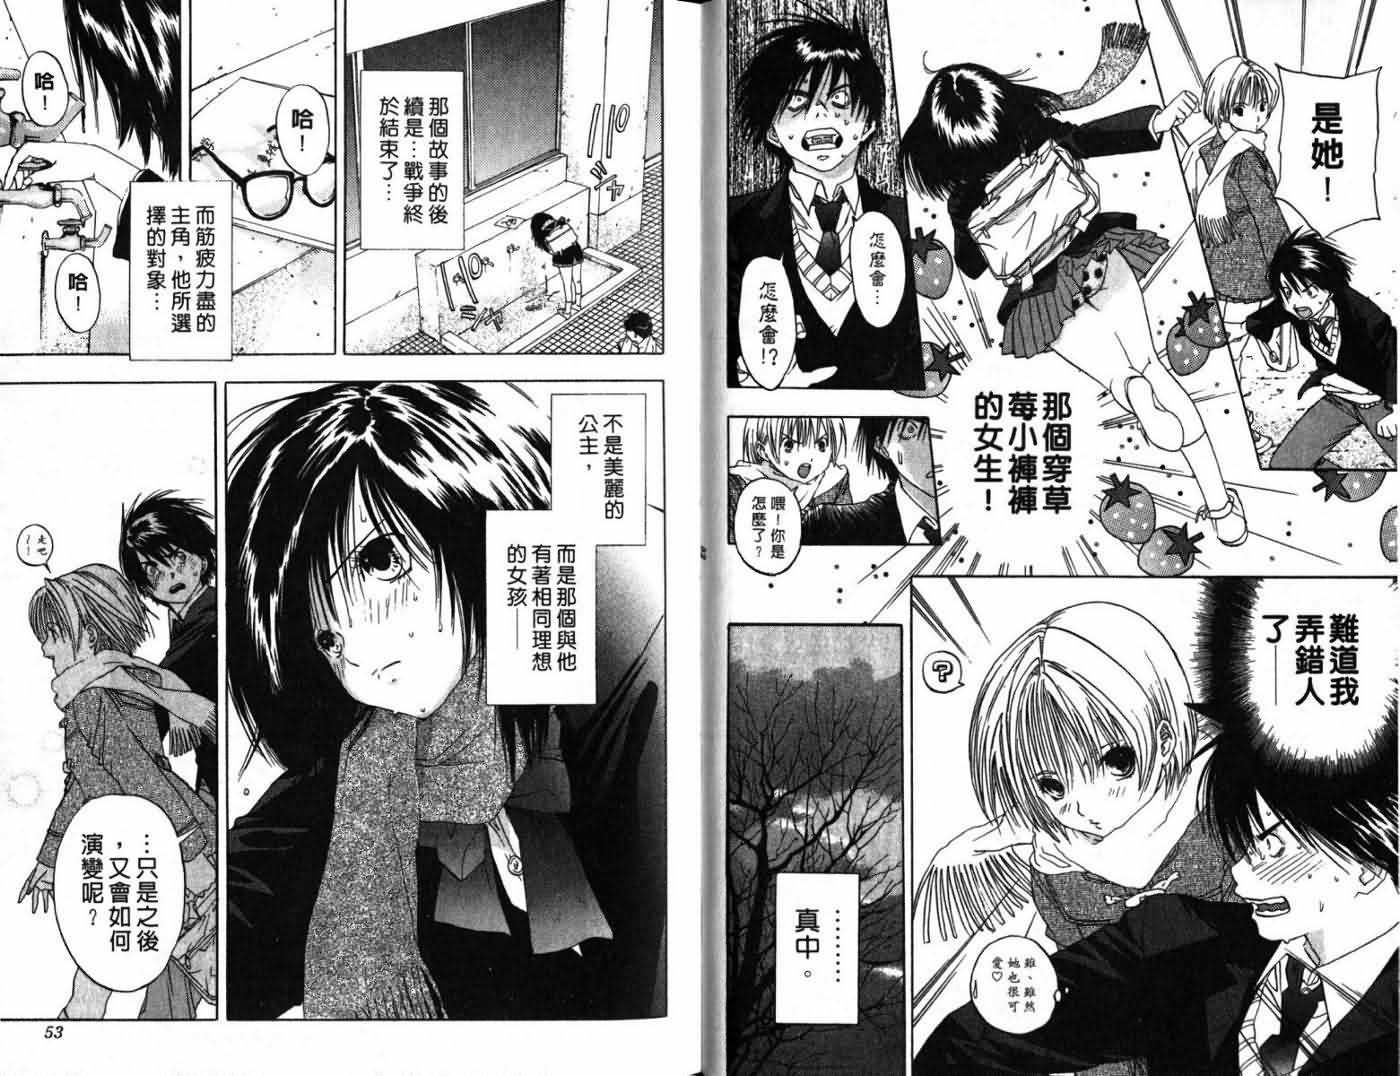 是她！
那個穿草
莓小褲褲
的女生！
怎麼會…
怎麼會!?
喂！你是
怎麼了？
難道我
弄錯人
了——
？
雖、雖然
她也很可
愛♡
………
真中。
那個故事的後
續是…戰爭終
於結束了…
哈！
哈！
哈！
而筋疲力盡的
主角，他所選
擇的對象…
不是美麗的
公主，
而是那個與他
有著相同理想
的女孩——
走吧
～！
…只是之後
，又會如何
演變呢？
53